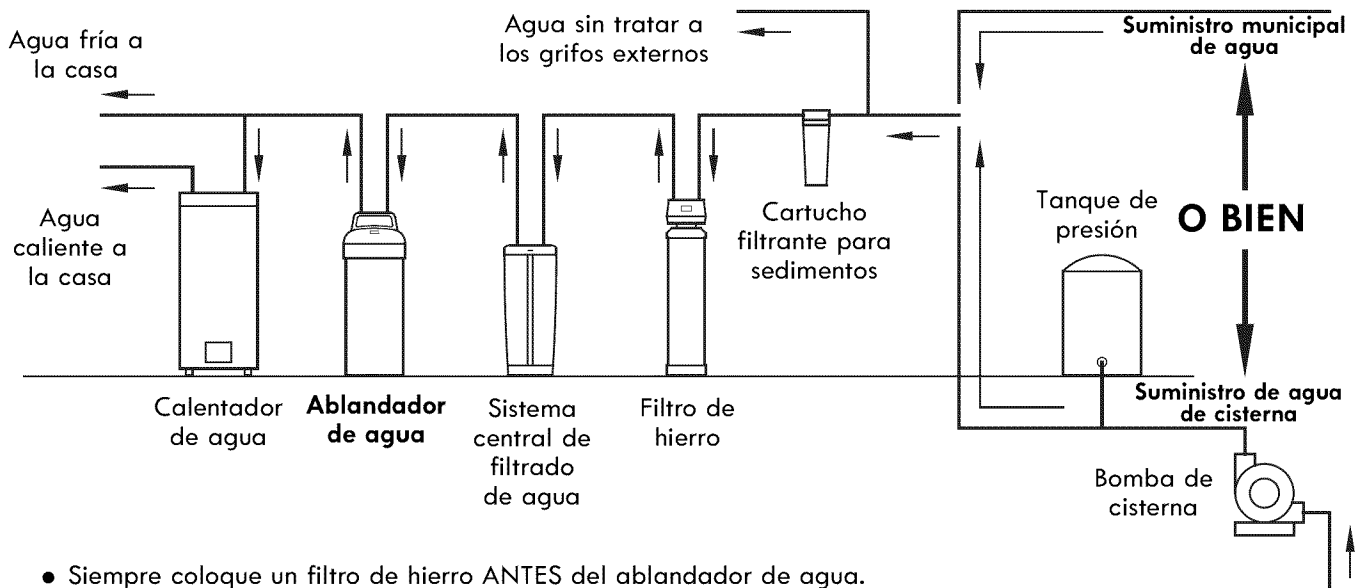 Agua fría a
la casa
Agua sin tratar a
los grifos externos
Suministro municipal
de agua
Agua
caliente a
la casa
Cartucho
filtrante para
sedimentos
Tanque de
presión
O BIEN
Calentador
de agua
Ablandador
de agua
Sistema
central de
filtrado
de agua
Filtro de
hierro
Suministro de agua
de cisterna
Bomba de
cisterna
● Siempre coloque un filtro de hierro ANTES del ablandador de agua.